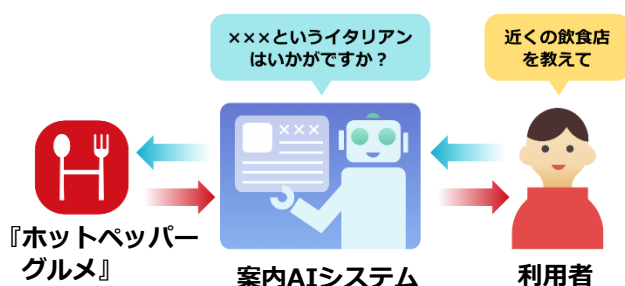 ×××というイタリアン
はいかがですか？
近くの飲食店
を教えて
×××
『ホットペッパー
グルメ』
案内AIシステム
利用者